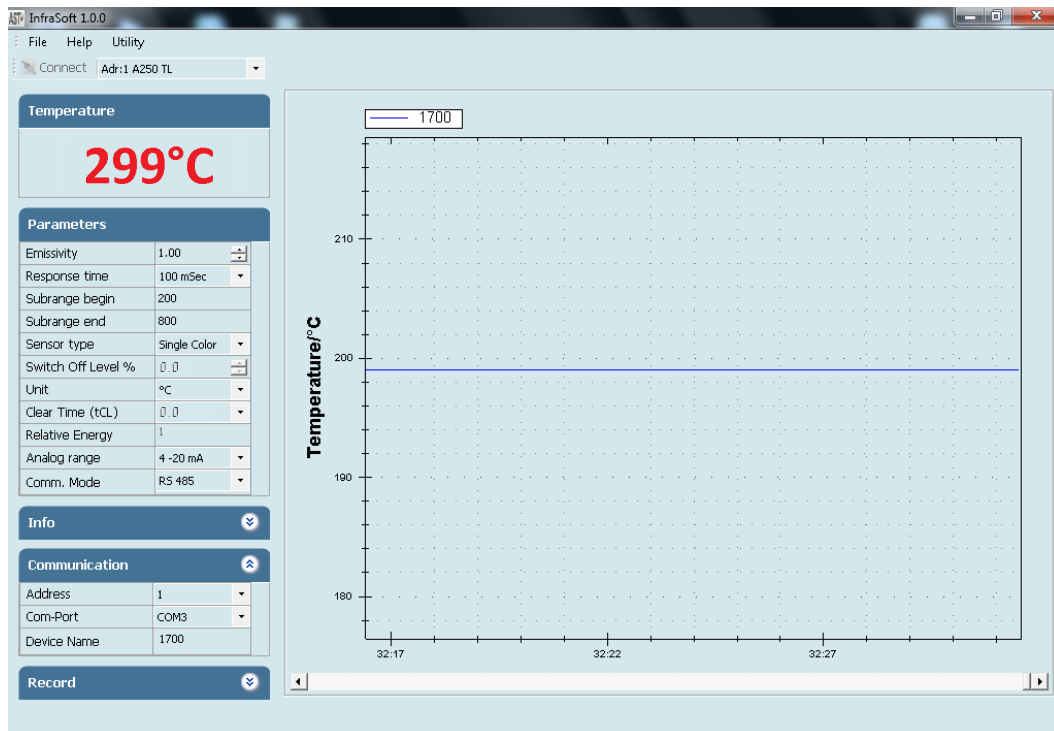 AST InfraSoft 1.0.0
File Help Utility
Connect Adr:1 A250 TL
Temperature
299°C
Parameters
Emissivity 1.00
Response time 100 mSec
Subrange begin 200
Subrange end 800
Sensor type Single Color
Switch Off Level % 0.0
Unit °C
Clear Time (tCL) 0.0
Relative Energy 1
Analog range 4 -20 mA
Comm. Mode RS 485
Info
Communication
Address 1
Com-Port COM3
Device Name 1700
Record
1700
Temperature/°C
210
200
190
180
32:17 32:22 32:27